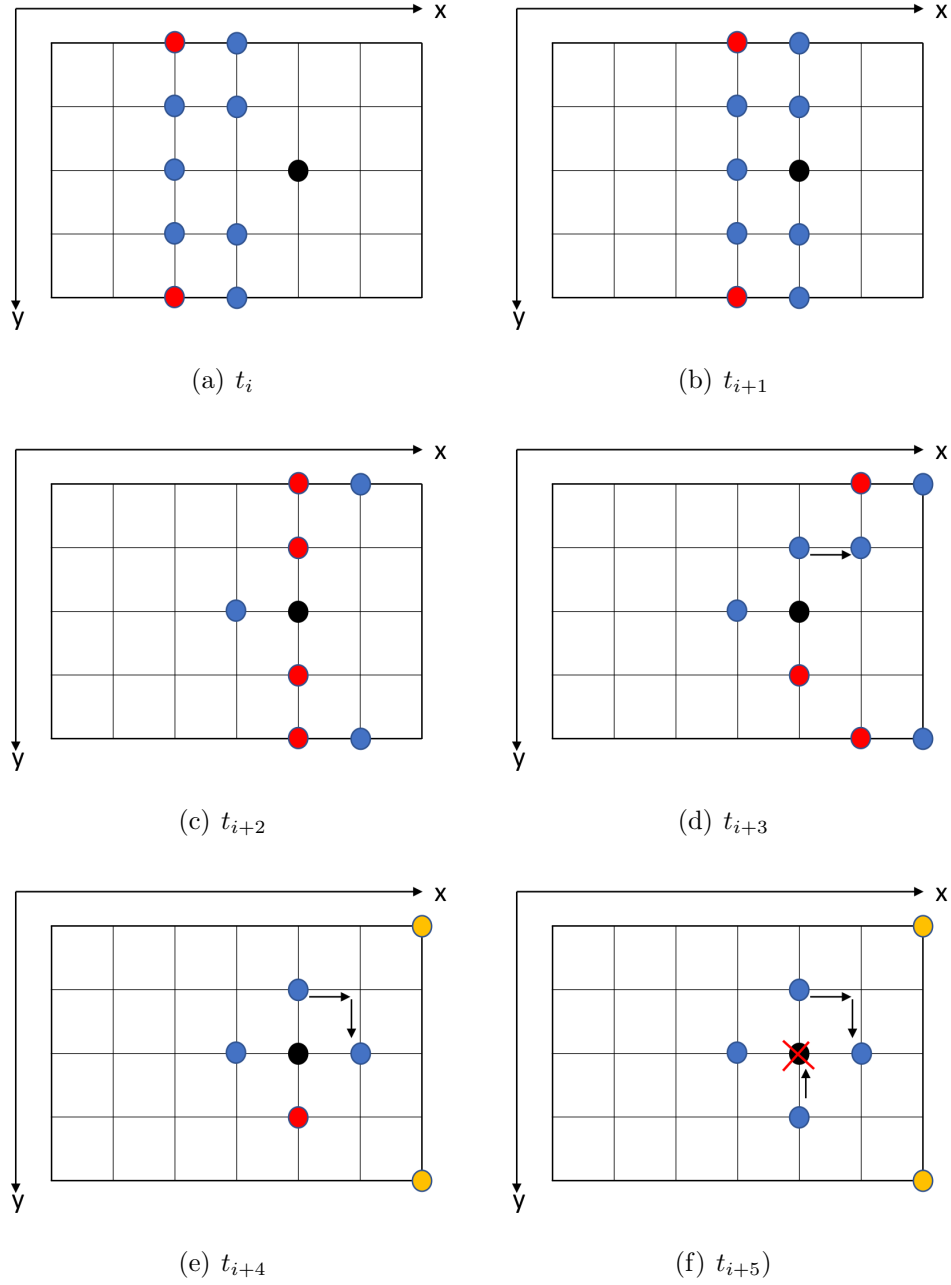 x x
y y
(a) t_i (b) t_{i+1}
x x
y y
(c) t_{i+2} (d) t_{i+3}
x x
y y
(e) t_{i+4} (f) t_{i+5})